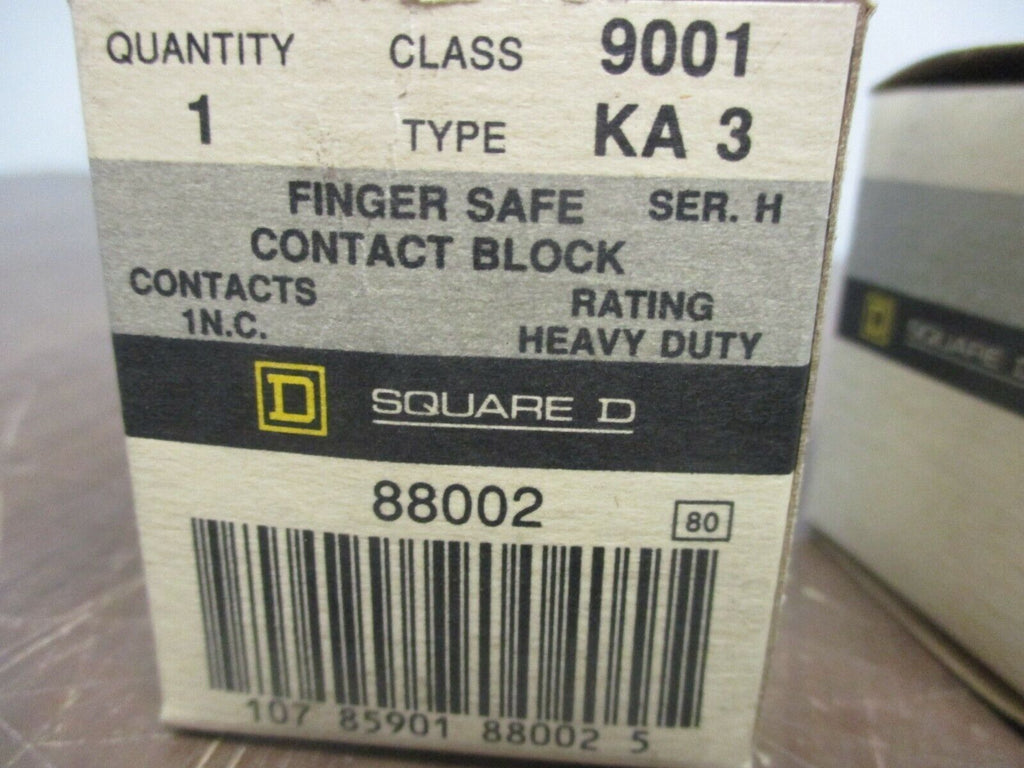 QUANTITY CLASS 9001
1 TYPE KA 3
FINGER SAFE SER. H
CONTACT BLOCK
CONTACTS RATING
1N.C. HEAVY DUTY
D SQUARE D
88002
80
107 85901 88002 5
D SQUARE D